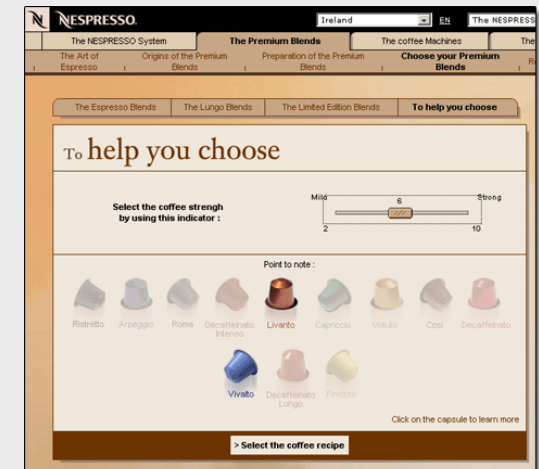 NESPRESSO.
Ireland
EN
The NESPRESS
The NESPRESSO System
The Premium Blends
The coffee Machines
The
The Art of Espresso
Origins of the Premium Blends
Preparation of the Premium Blends
Choose your Premium Blends
The Espresso Blends
The Lungo Blends
The Limited Edition Blends
To help you choose
To help you choose
Select the coffee strengh
by using this indicator :
Mild
6
Strong
2
10
Point to note :
Ristretto
Arpeggio
Roma
Decaffeinato Intenso
Livanto
Capriccio
Volluto
Cosi
Decaffeinato
Vivalto
Decaffeinato Lungo
Finezzo
Click on the capsule to learn more
> Select the coffee recipe